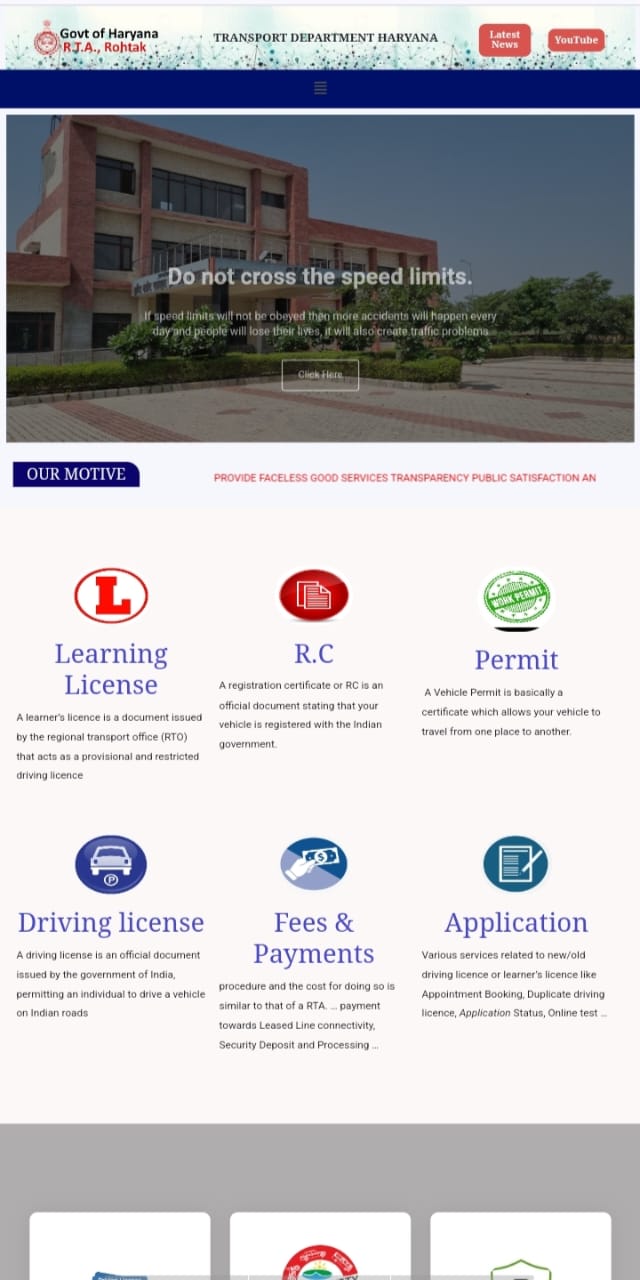 Govt of Haryana
R.T.A., Rohtak
TRANSPORT DEPARTMENT HARYANA
Latest
News
YouTube
Do not cross the speed limits.
If speed limits will not be obeyed then more accidents will happen every
day and people will lose their lives, it will also create traffic problems
Click Here
OUR MOTIVE
PROVIDE FACELESS GOOD SERVICES TRANSPARENCY PUBLIC SATISFACTION AN
L
Learning
License
A learner's licence is a document issued
by the regional transport office (RTO)
that acts as a provisional and restricted
driving licence
R.C
A registration certificate or RC is an
official document stating that your
vehicle is registered with the Indian
government.
WORK PERMIT
Permit
A Vehicle Permit is basically a
certificate which allows your vehicle to
travel from one place to another.
P
Driving license
A driving license is an official document
issued by the government of India,
permitting an individual to drive a vehicle
on Indian roads
$
Fees &
Payments
procedure and the cost for doing so is
similar to that of a RTA. ... payment
towards Leased Line connectivity,
Security Deposit and Processing ...
Application
Various services related to new/old
driving licence or learner's licence like
Appointment Booking, Duplicate driving
licence, Application Status, Online test ...